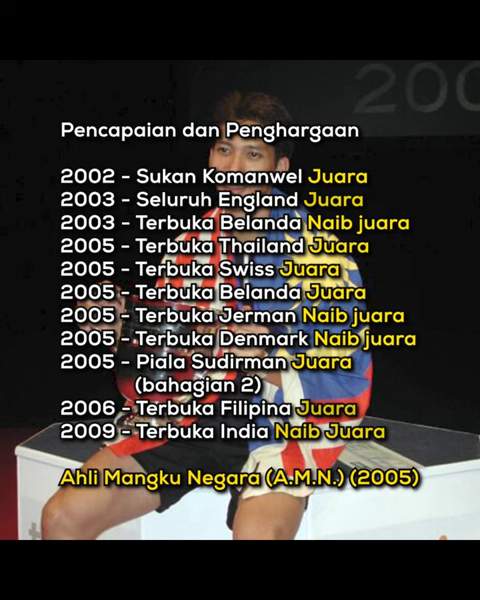 200
Pencapaian dan Penghargaan
2002 - Sukan Komanwel Juara
2003 - Seluruh England Juara
2003 - Terbuka Belanda Naib juara
2005 - Terbuka Thailand Juara
2005 - Terbuka Swiss Juara
2005 - Terbuka Belanda Juara
2005 - Terbuka Jerman Naib juara
2005 - Terbuka Denmark Naib juara
2005 - Piala Sudirman Juara
(bahagian 2)
2006 - Terbuka Filipina Juara
2009 - Terbuka India Naib Juara
Ahli Mangku Negara (A.M.N.) (2005)